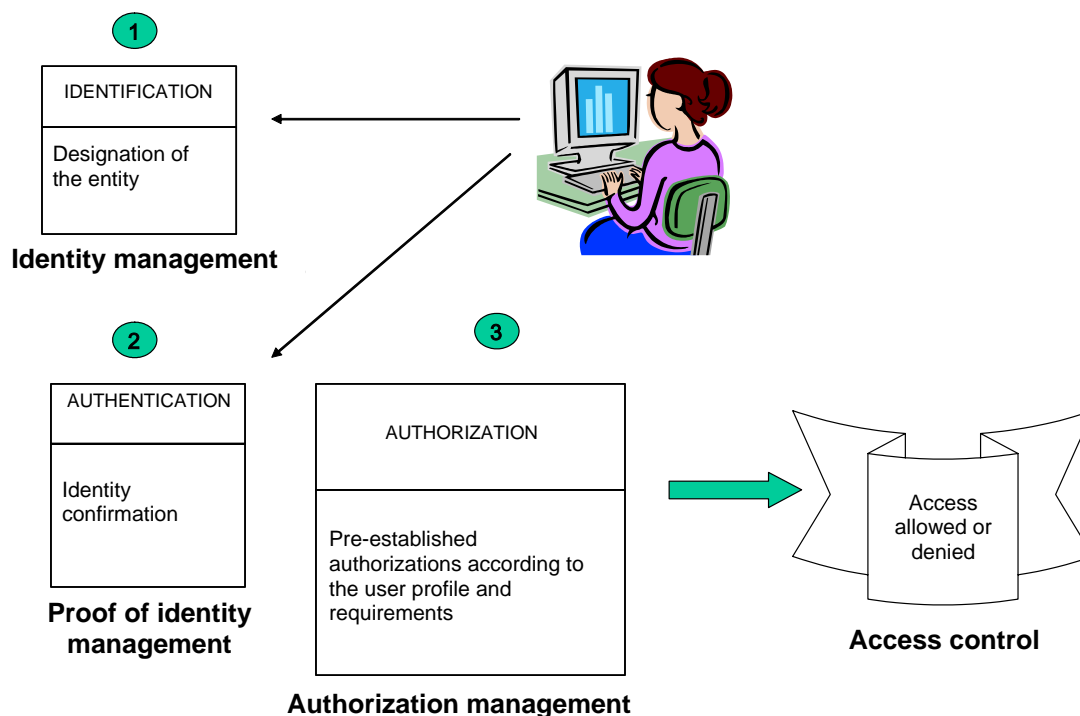 1
IDENTIFICATION
Designation of
the entity
Identity management
2
AUTHENTICATION
Identity
confirmation
Proof of identity
management
3
AUTHORIZATION
Pre-established
authorizations according to
the user profile and
requirements
Authorization management
Access
allowed or
denied
Access control